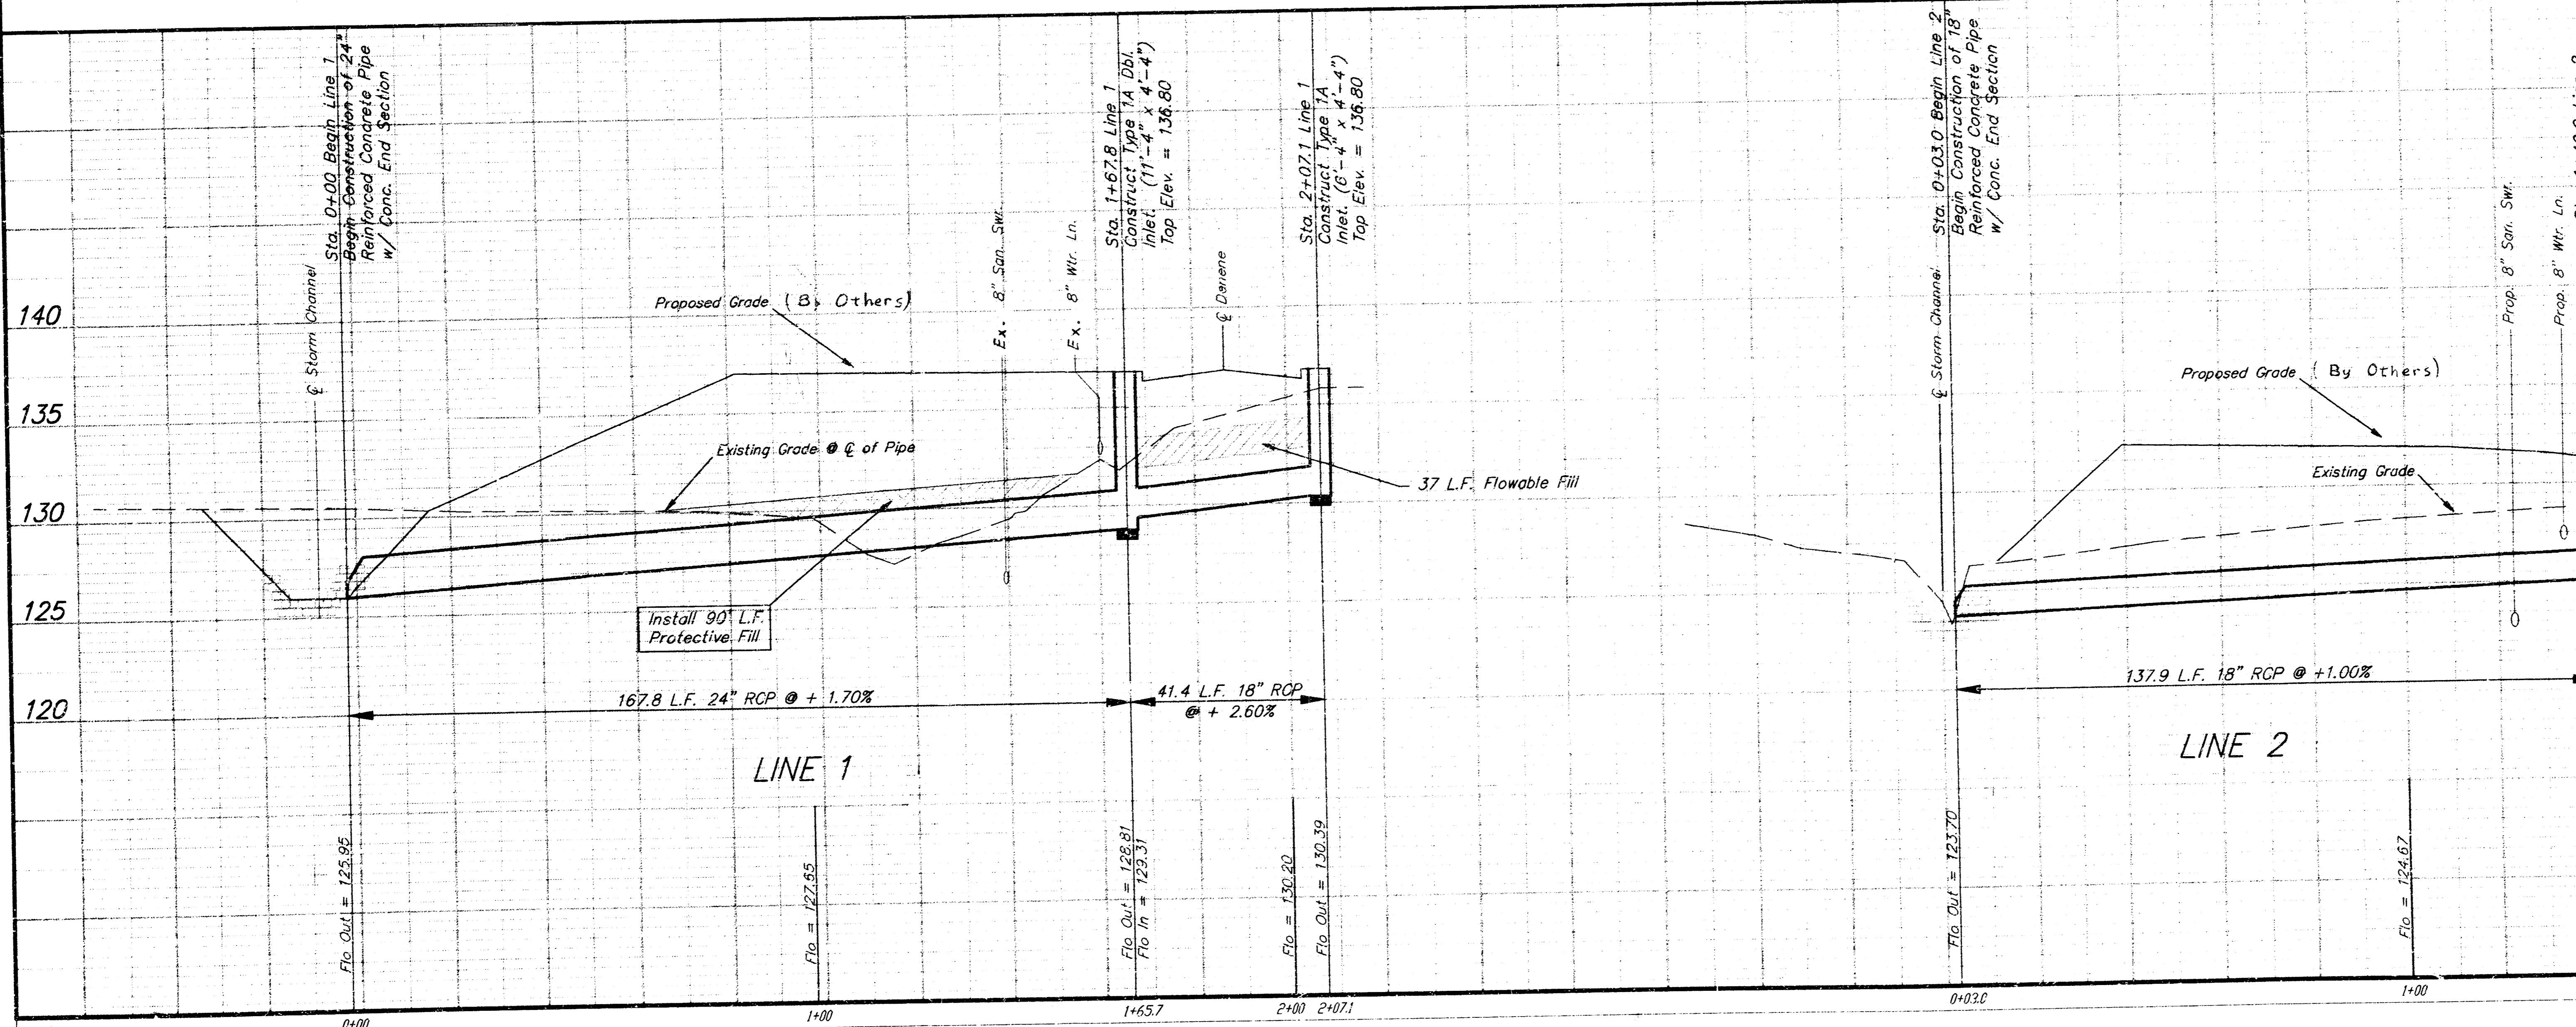 Sta. 0+00 Begin Line 1
Begin Construction of 24"
Reinforced Concrete Pipe
w/ Conc. End Section
℄ Storm Channel
Proposed Grade (By Others)
Existing Grade @ ℄ of Pipe
Install 90' L.F.
Protective Fill
Ex. 8" San. Swr.
Ex. 8" Wtr. Ln.
Sta. 1+67.8 Line 1
Construct Type 1A Dbl.
Inlet. (11'-4" x 4'-4")
Top Elev. = 136.80
℄ Demene
Sta. 2+07.1 Line 1
Construct Type 1A
Inlet. (6'-4" x 4'-4")
Top Elev. = 136.80
37 L.F. Flowable Fill
140
135
130
125
120
167.8 L.F. 24" RCP @ + 1.70%
41.4 L.F. 18" RCP
@ + 2.60%
LINE 1
Flo Out = 125.95
Flo = 127.65
Flo Out = 128.81
Flo In = 129.31
Flo = 130.20
Flo Out = 130.39
0+00
1+00
1+65.7
2+00
2+07.1
℄ Storm Channel
Sta. 0+03.0 Begin Line 2
Begin Construction of 18"
Reinforced Concrete Pipe
w/ Conc. End Section
Proposed Grade (By Others)
Existing Grade
Prop. 8" San. Swr.
Prop. 8" Wtr. Ln.
137.9 L.F. 18" RCP @ +1.00%
LINE 2
Flo Out = 123.70
Flo = 124.67
0+03.0
1+00